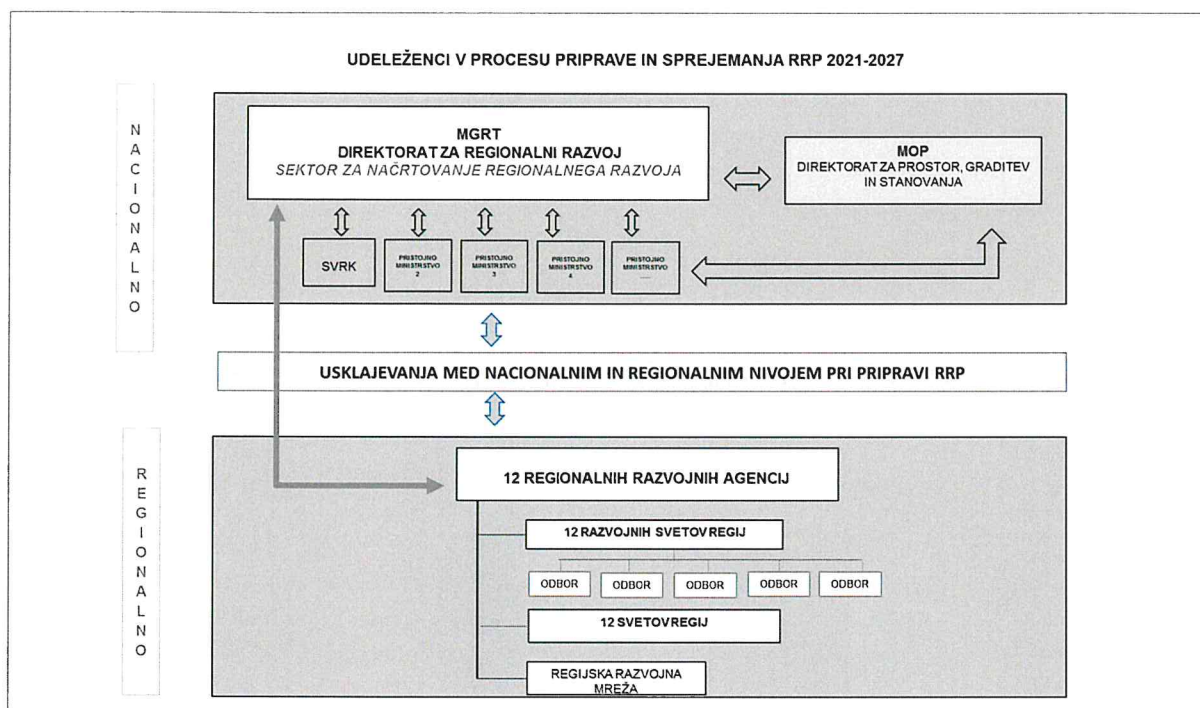 UDELEŽENCI V PROCESU PRIPRAVE IN SPREJEMANJA RRP 2021-2027
NACIONALNO
MGRT
DIREKTORAT ZA REGIONALNI RAZVOJ
SEKTOR ZA NAČRTOVANJE REGIONALNEGA RAZVOJA
MOP
DIREKTORAT ZA PROSTOR, GRADITEV
IN STANOVANJA
SVRK
PRISTOJNO
MINISTRSTVO
2
PRISTOJNO
MINISTRSTVO
3
PRISTOJNO
MINISTRSTVO
4
PRISTOJNO
MINISTRSTVO
.....
USKLAJEVANJA MED NACIONALNIM IN REGIONALNIM NIVOJEM PRI PRIPRAVI RRP
REGIONALNO
12 REGIONALNIH RAZVOJNIH AGENCIJ
12 RAZVOJNIH SVETOV REGIJ
ODBOR
ODBOR
ODBOR
ODBOR
ODBOR
12 SVETOV REGIJ
REGIJSKA RAZVOJNA
MREŽA